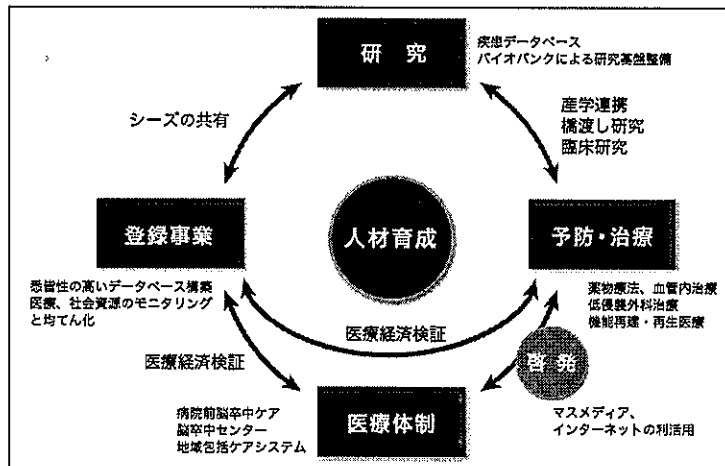 研究
疾患データベース
バイオバンクによる研究基盤整備
シーズの共有
産学連携
橋渡し研究
臨床研究
登録事業
人材育成
予防・治療
悉皆性の高いデータベース構築
医療、社会資源のモニタリング
と均てん化
薬物療法、血管内治療
低侵襲外科治療
機能再建・再生医療
医療経済検証
医療経済検証
啓発
病院前脳卒中ケア
脳卒中センター
地域包括ケアシステム
医療体制
マスメディア、
インターネットの利活用